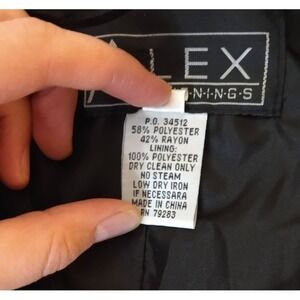 ALEX
NINGS
P.O. 34512
58% POLYESTER
42% RAYON
LINING:
100% POLYESTER
DRY CLEAN ONLY
NO STEAM
LOW DRY IRON
IF NECESSARA
MADE IN CHINA
RN 79283